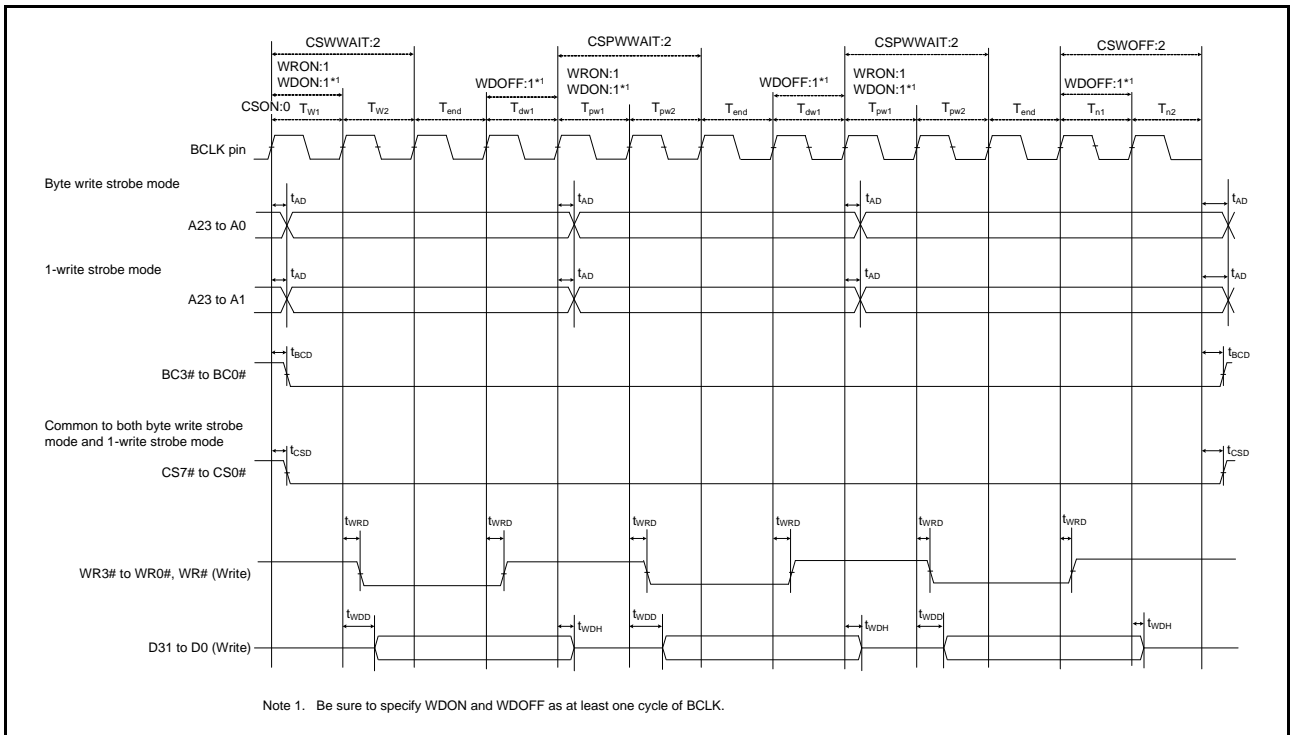 CSWWAIT:2 CSPWWAIT:2 CSPWWAIT:2 CSWOFF:2
WRON:1 WRON:1 WRON:1
WDON:1*1 WDOFF:1*1 WDON:1*1 WDOFF:1*1 WDON:1*1 WDOFF:1*1
CSON:0 TW1 TW2 Tend Tdw1 Tpw1 Tpw2 Tend Tdw1 Tpw1 Tpw2 Tend Tn1 Tn2
BCLK pin
Byte write strobe mode
tAD tAD tAD tAD
A23 to A0
1-write strobe mode
tAD tAD tAD tAD
A23 to A1
tBCD tBCD
BC3# to BC0#
Common to both byte write strobe
mode and 1-write strobe mode
tCSD tCSD
CS7# to CS0#
tWRD tWRD tWRD tWRD tWRD tWRD
WR3# to WR0#, WR# (Write)
tWDD tWDH tWDD tWDH tWDD tWDH
D31 to D0 (Write)
Note 1. Be sure to specify WDON and WDOFF as at least one cycle of BCLK.